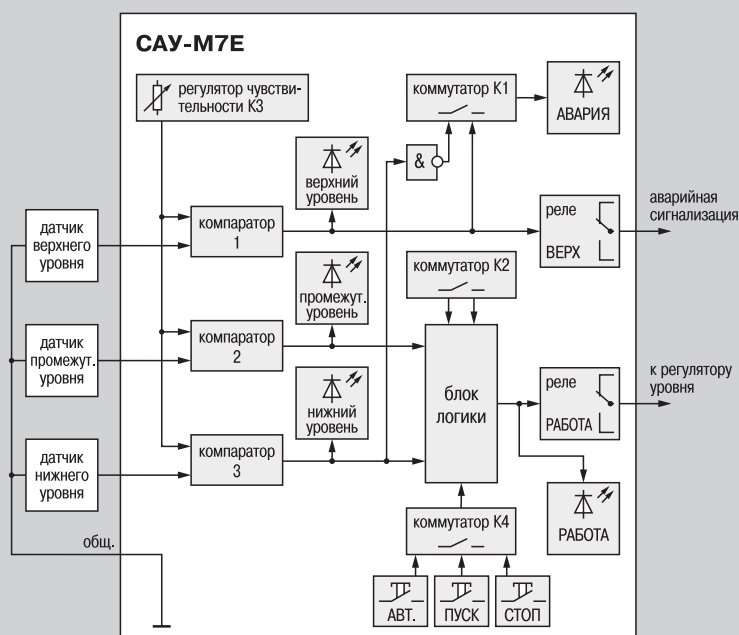 САУ-М7Е
регулятор чувстви-
тельности К3
коммутатор К1
АВАРИЯ
&
верхний
уровень
датчик
верхнего
уровня
компаратор
1
реле
ВЕРХ
аварийная
сигнализация
коммутатор К2
промежут.
уровень
датчик
промежут.
уровня
компаратор
2
блок
логики
реле
РАБОТА
к регулятору
уровня
нижний
уровень
датчик
нижнего
уровня
компаратор
3
РАБОТА
общ.
коммутатор К4
АВТ.
ПУСК
СТОП